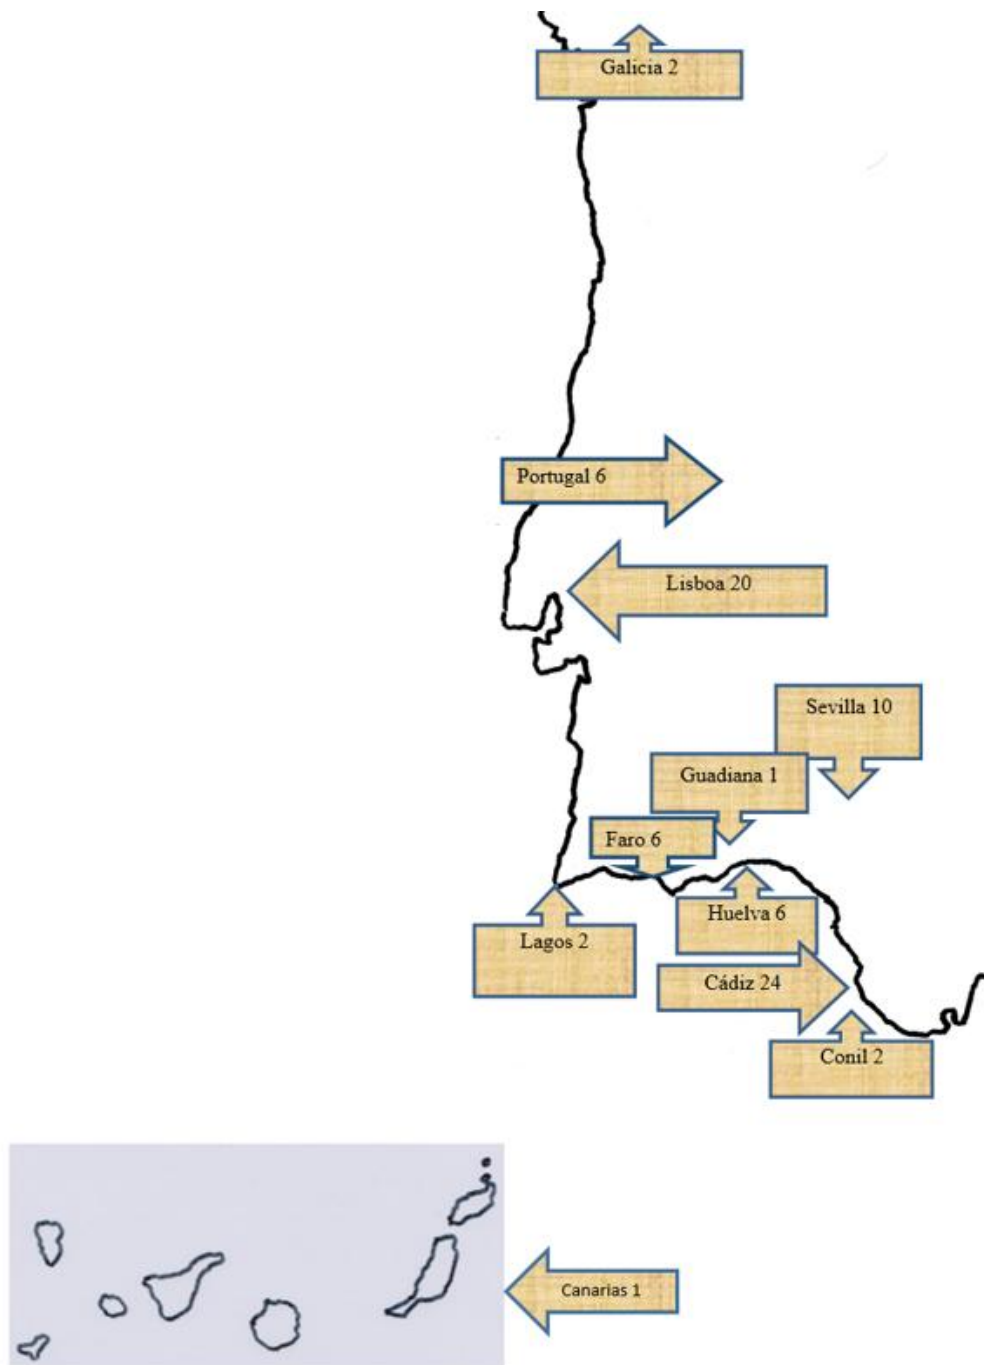 Galicia 2
Portugal 6
Lisboa 20
Sevilla 10
Guadiana 1
Faro 6
Huelva 6
Lagos 2
Cádiz 24
Conil 2
Canarias 1